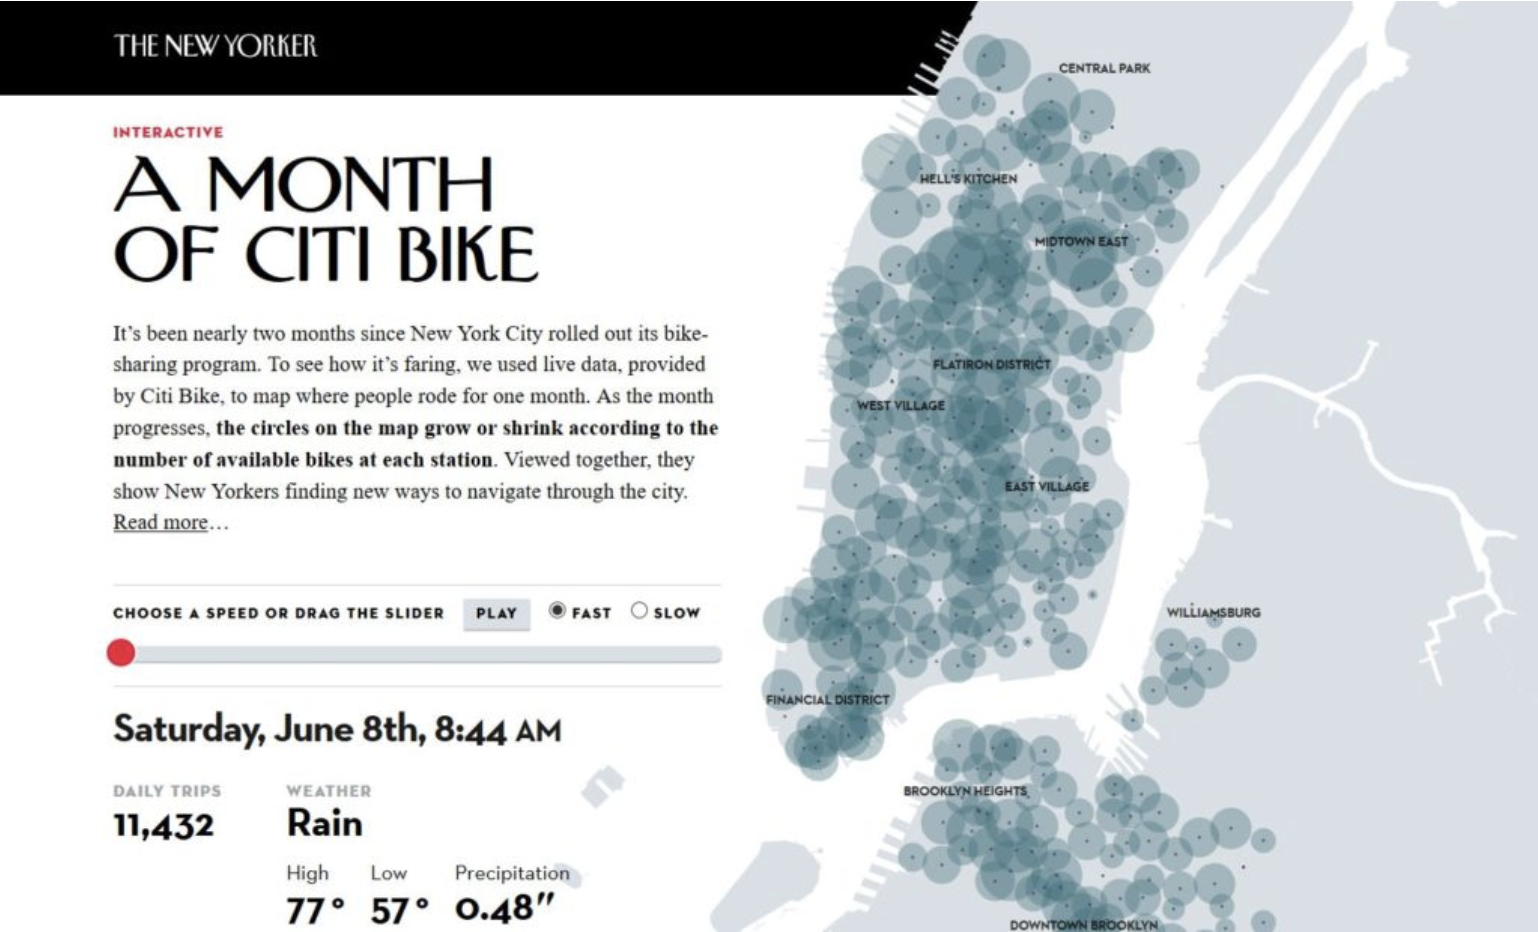 THE NEW YORKER
INTERACTIVE
A MONTH
OF CITI BIKE
It’s been nearly two months since New York City rolled out its bike-
sharing program. To see how it’s faring, we used live data, provided
by Citi Bike, to map where people rode for one month. As the month
progresses, the circles on the map grow or shrink according to the
number of available bikes at each station. Viewed together, they
show New Yorkers finding new ways to navigate through the city.
Read more…
CHOOSE A SPEED OR DRAG THE SLIDER PLAY FAST SLOW
Saturday, June 8th, 8:44 AM
DAILY TRIPS WEATHER
11,432 Rain
High Low Precipitation
77° 57° 0.48″
CENTRAL PARK
HELL'S KITCHEN
MIDTOWN EAST
FLATIRON DISTRICT
WEST VILLAGE
EAST VILLAGE
WILLIAMSBURG
FINANCIAL DISTRICT
BROOKLYN HEIGHTS
DOWNTOWN BROOKLYN